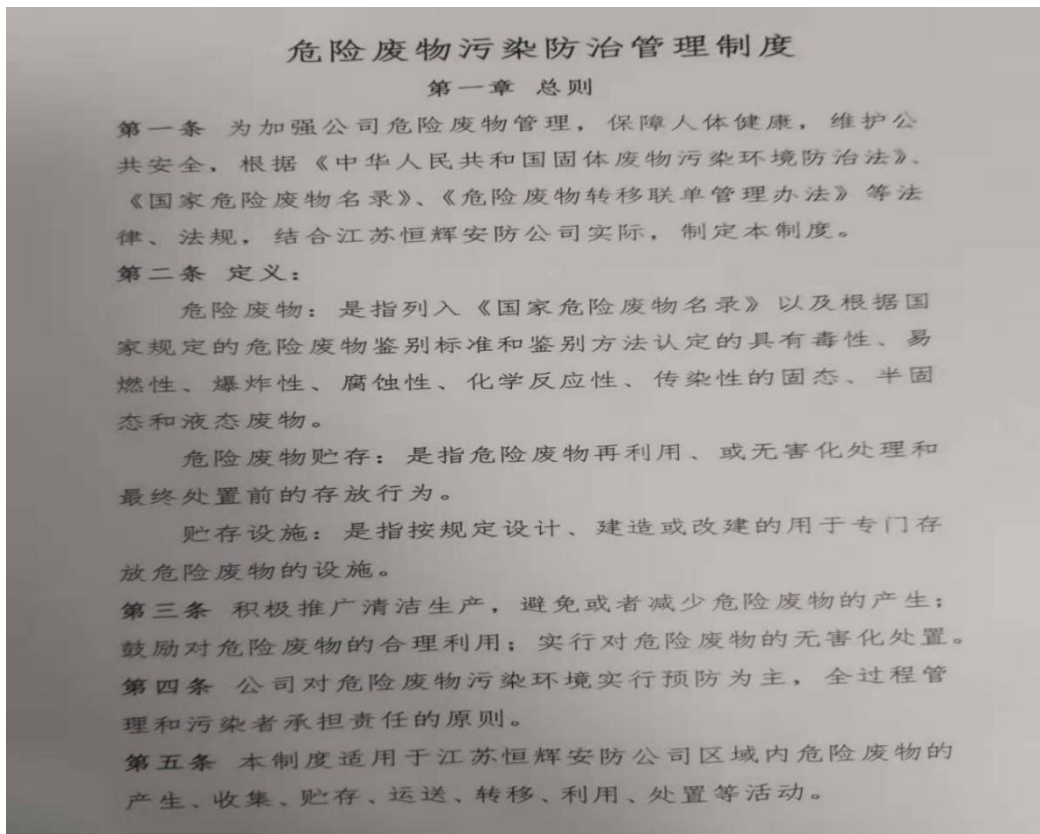 危险废物污染防治管理制度
第一章 总则
第一条 为加强公司危险废物管理，保障人体健康，维护公
共安全，根据《中华人民共和国固体废物污染环境防治法》、
《国家危险废物名录》、《危险废物转移联单管理办法》等法
律、法规，结合江苏恒辉安防公司实际，制定本制度。
第二条 定义：
危险废物：是指列入《国家危险废物名录》以及根据国
家规定的危险废物鉴别标准和鉴别方法认定的具有毒性、易
燃性、爆炸性、腐蚀性、化学反应性、传染性的固态、半固
态和液态废物。
危险废物贮存：是指危险废物再利用、或无害化处理和
最终处置前的存放行为。
贮存设施：是指按规定设计、建造或改建的用于专门存
放危险废物的设施。
第三条 积极推广清洁生产，避免或者减少危险废物的产生；
鼓励对危险废物的合理利用；实行对危险废物的无害化处置。
第四条 公司对危险废物污染环境实行预防为主，全过程管
理和污染者承担责任的原则。
第五条 本制度适用于江苏恒辉安防公司区域内危险废物的
产生、收集、贮存、运送、转移、利用、处置等活动。